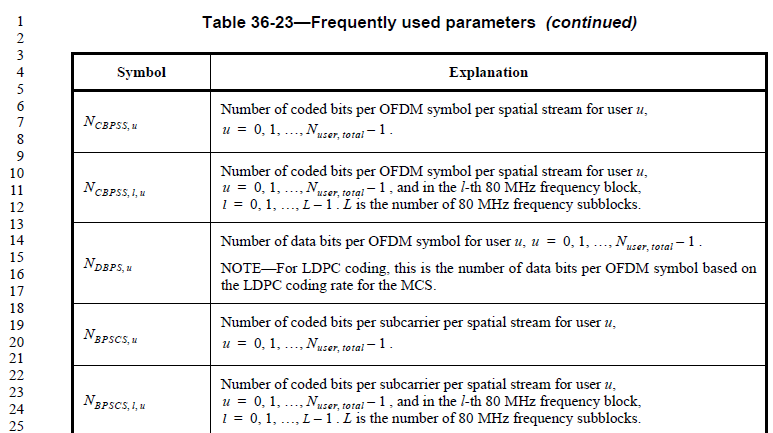 1
2
3
4
5
6
7
8
9
10
11
12
13
14
15
16
17
18
19
20
21
22
23
24
25
Table 36-23—Frequently used parameters (continued)
Symbol Explanation
N_CBPSS, u
Number of coded bits per OFDM symbol per spatial stream for user u,
u = 0, 1, …, N_user, total – 1 .
N_CBPSS, l, u
Number of coded bits per OFDM symbol per spatial stream for user u,
u = 0, 1, …, N_user, total – 1 , and in the l-th 80 MHz frequency block,
l = 0, 1, …, L – 1 . L is the number of 80 MHz frequency subblocks.
N_DBPS, u
Number of data bits per OFDM symbol for user u, u = 0, 1, …, N_user, total – 1 .
NOTE—For LDPC coding, this is the number of data bits per OFDM symbol based on
the LDPC coding rate for the MCS.
N_BPSCS, u
Number of coded bits per subcarrier per spatial stream for user u,
u = 0, 1, …, N_user, total – 1 .
N_BPSCS, l, u
Number of coded bits per subcarrier per spatial stream for user u,
u = 0, 1, …, N_user, total – 1 , and in the l-th 80 MHz frequency block,
l = 0, 1, …, L – 1 . L is the number of 80 MHz frequency subblocks.